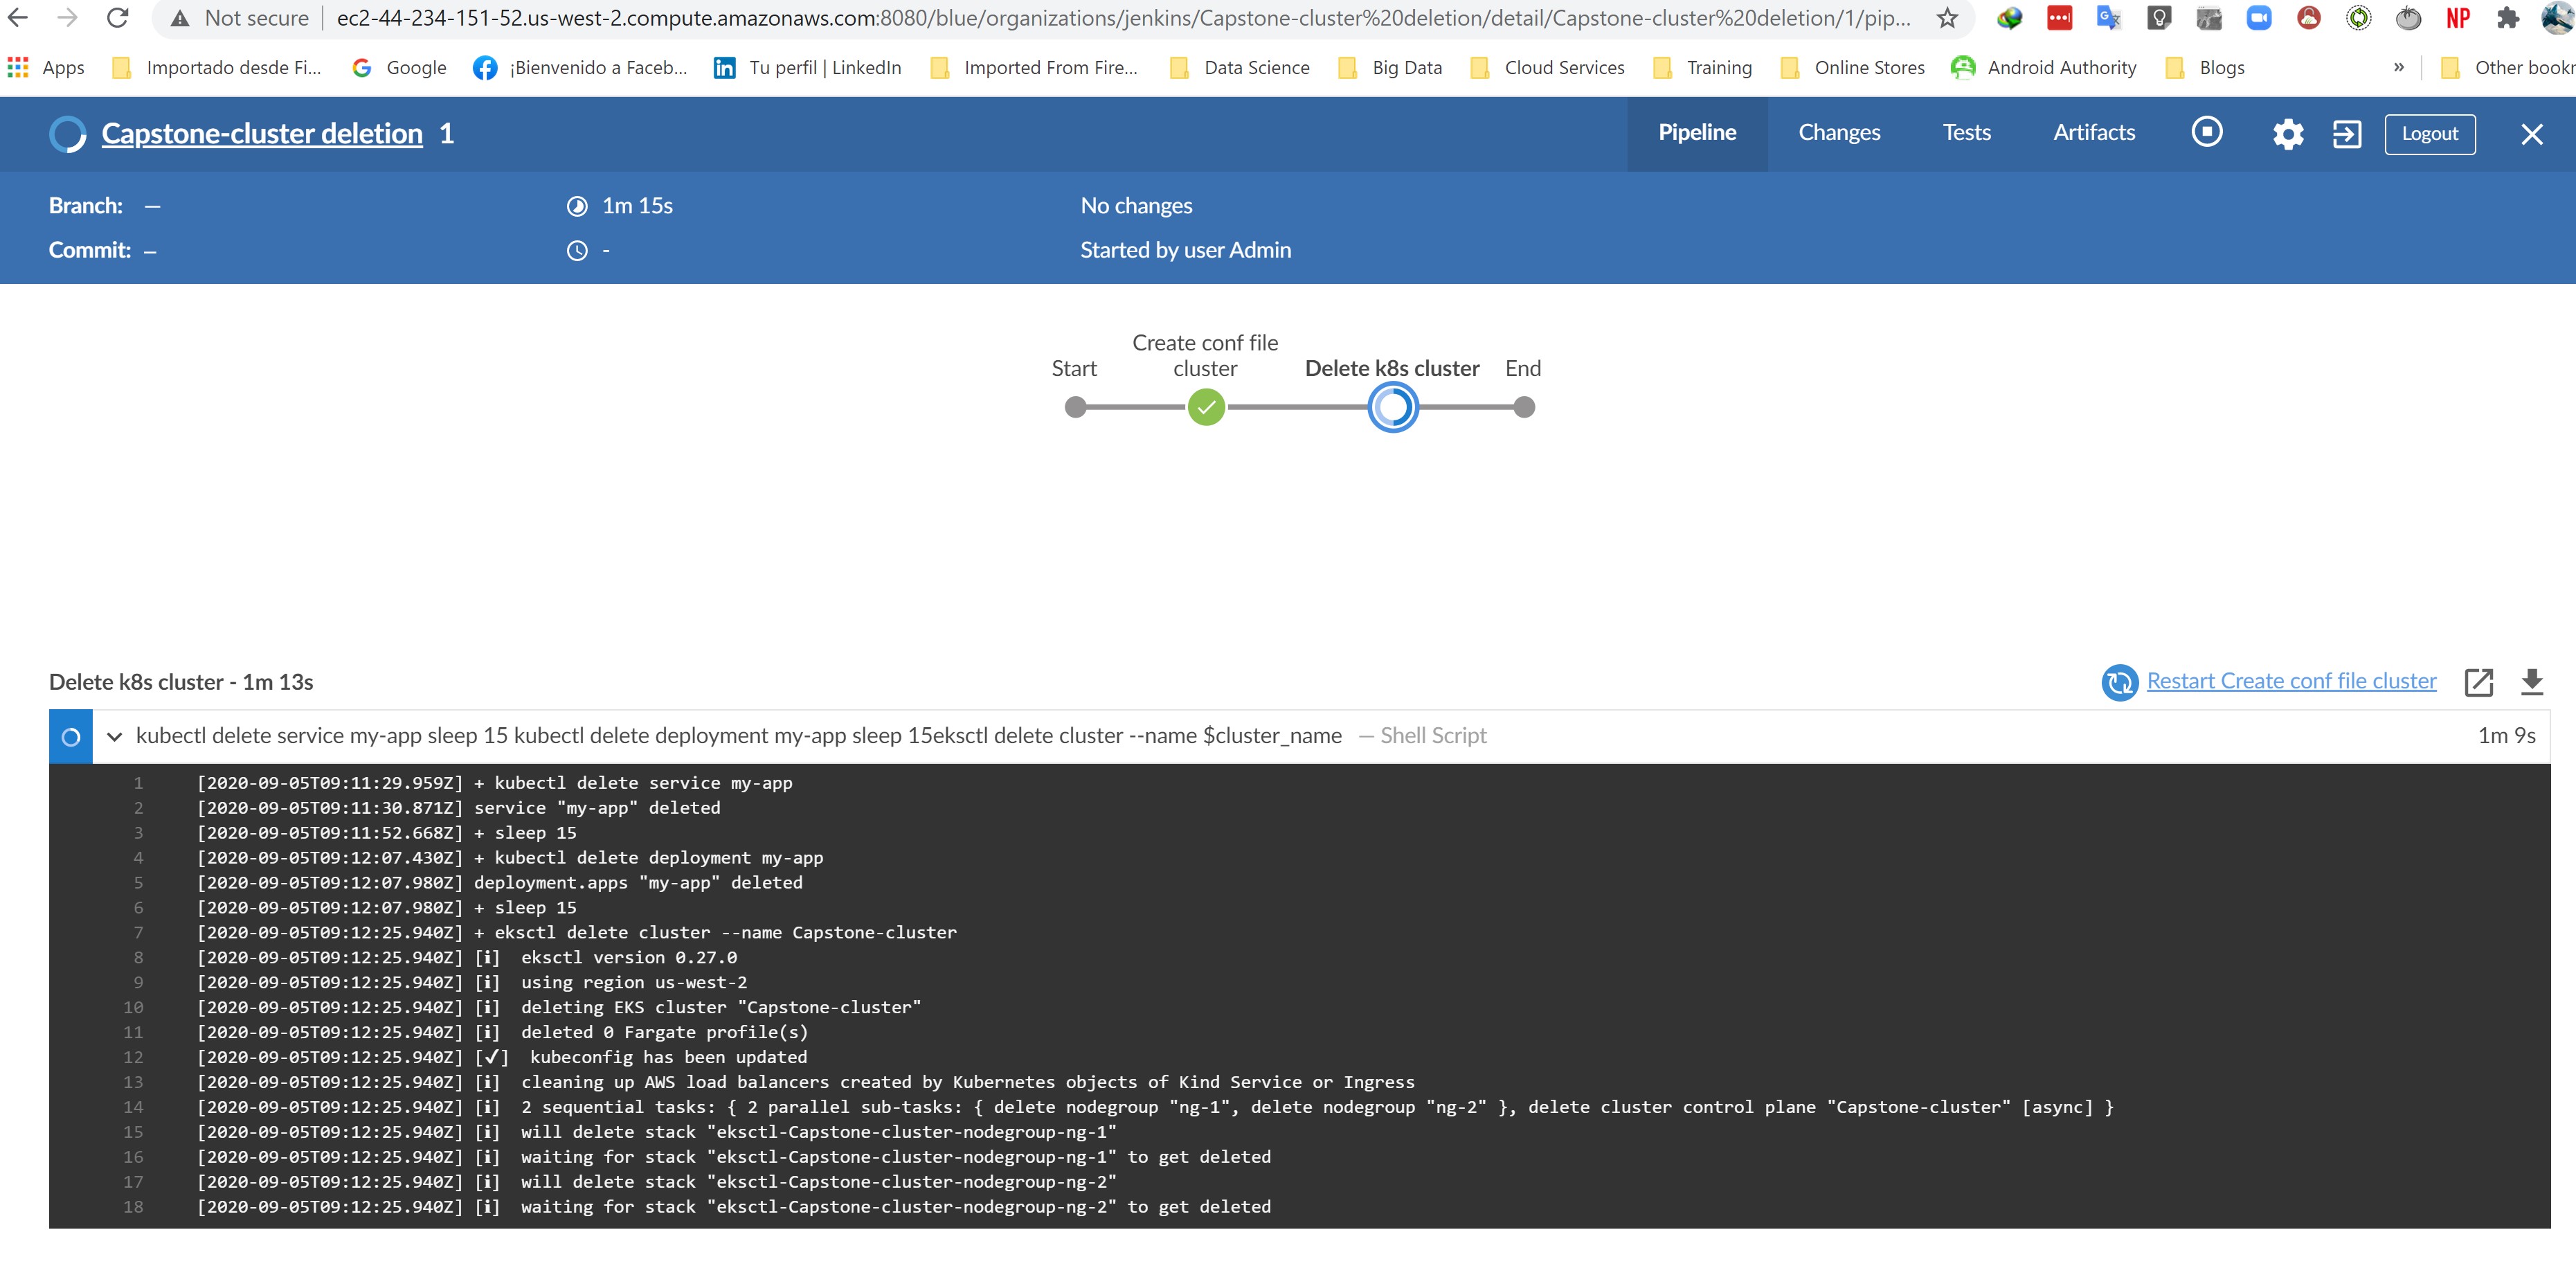 Not secure | ec2-44-234-151-52.us-west-2.compute.amazonaws.com:8080/blue/organizations/jenkins/Capstone-cluster%20deletion/detail/Capstone-cluster%20deletion/1/pip... NP
Apps Importado desde Fi... Google ¡Bienvenido a Faceb... Tu perfil | LinkedIn Imported From Fire... Data Science Big Data Cloud Services Training Online Stores Android Authority Blogs » Other bookr
Capstone-cluster deletion 1 Pipeline Changes Tests Artifacts Logout
Branch: — 1m 15s No changes
Commit: – - Started by user Admin
Create conf file
Start cluster Delete k8s cluster End
Delete k8s cluster - 1m 13s Restart Create conf file cluster
kubectl delete service my-app sleep 15 kubectl delete deployment my-app sleep 15eksctl delete cluster --name $cluster_name — Shell Script 1m 9s
1 [2020-09-05T09:11:29.959Z] + kubectl delete service my-app
2 [2020-09-05T09:11:30.871Z] service "my-app" deleted
3 [2020-09-05T09:11:52.668Z] + sleep 15
4 [2020-09-05T09:12:07.430Z] + kubectl delete deployment my-app
5 [2020-09-05T09:12:07.980Z] deployment.apps "my-app" deleted
6 [2020-09-05T09:12:07.980Z] + sleep 15
7 [2020-09-05T09:12:25.940Z] + eksctl delete cluster --name Capstone-cluster
8 [2020-09-05T09:12:25.940Z] [ℹ] eksctl version 0.27.0
9 [2020-09-05T09:12:25.940Z] [ℹ] using region us-west-2
10 [2020-09-05T09:12:25.940Z] [ℹ] deleting EKS cluster "Capstone-cluster"
11 [2020-09-05T09:12:25.940Z] [ℹ] deleted 0 Fargate profile(s)
12 [2020-09-05T09:12:25.940Z] [✔] kubeconfig has been updated
13 [2020-09-05T09:12:25.940Z] [ℹ] cleaning up AWS load balancers created by Kubernetes objects of Kind Service or Ingress
14 [2020-09-05T09:12:25.940Z] [ℹ] 2 sequential tasks: { 2 parallel sub-tasks: { delete nodegroup "ng-1", delete nodegroup "ng-2" }, delete cluster control plane "Capstone-cluster" [async] }
15 [2020-09-05T09:12:25.940Z] [ℹ] will delete stack "eksctl-Capstone-cluster-nodegroup-ng-1"
16 [2020-09-05T09:12:25.940Z] [ℹ] waiting for stack "eksctl-Capstone-cluster-nodegroup-ng-1" to get deleted
17 [2020-09-05T09:12:25.940Z] [ℹ] will delete stack "eksctl-Capstone-cluster-nodegroup-ng-2"
18 [2020-09-05T09:12:25.940Z] [ℹ] waiting for stack "eksctl-Capstone-cluster-nodegroup-ng-2" to get deleted